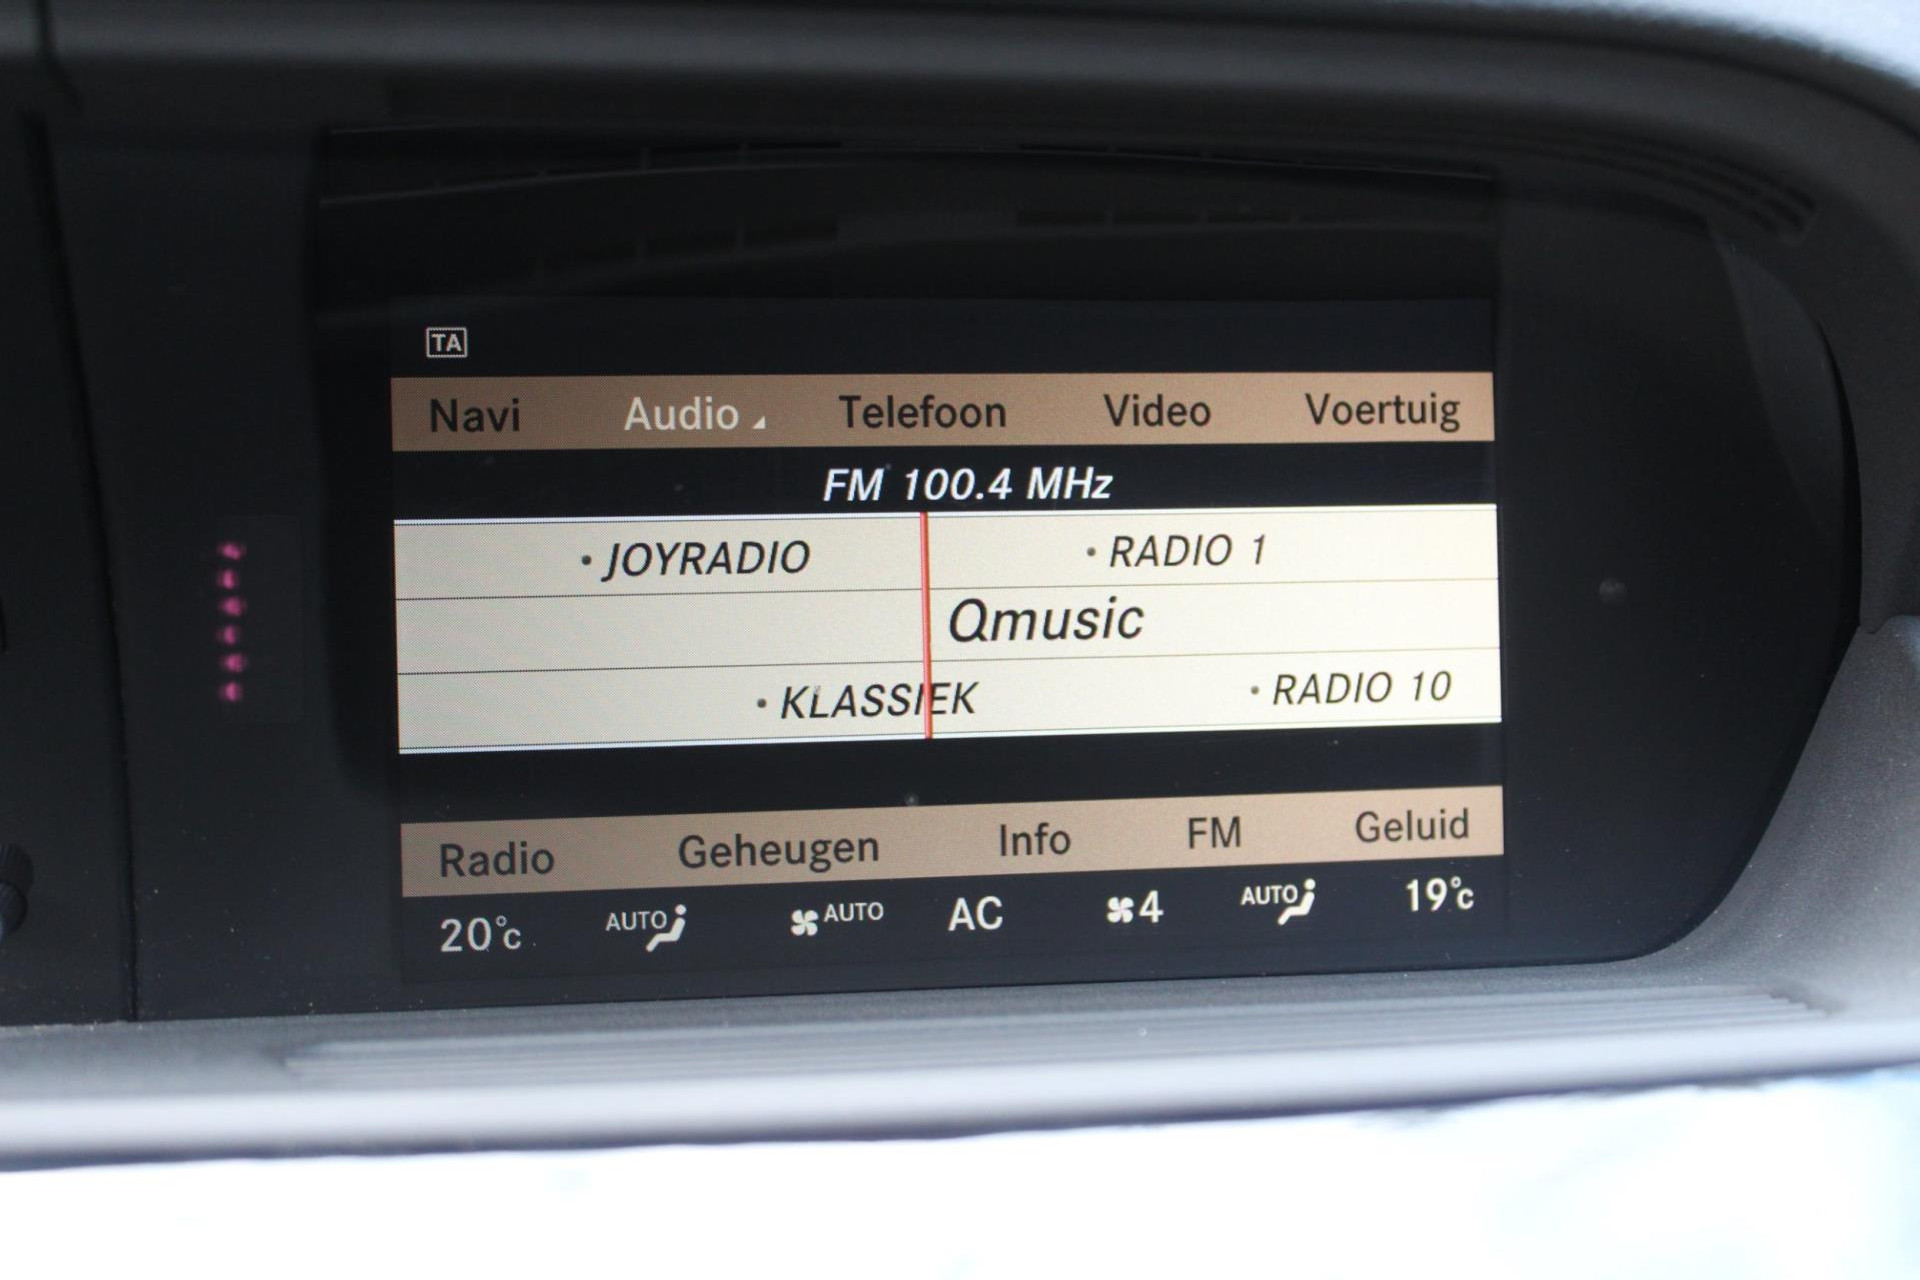 TA
Navi Audio Telefoon Video Voertuig
FM 100.4 MHz
• JOYRADIO • RADIO 1
Qmusic
• KLASSIEK • RADIO 10
Radio Geheugen Info FM Geluid
20°C AUTO AUTO AC 4 AUTO 19°C